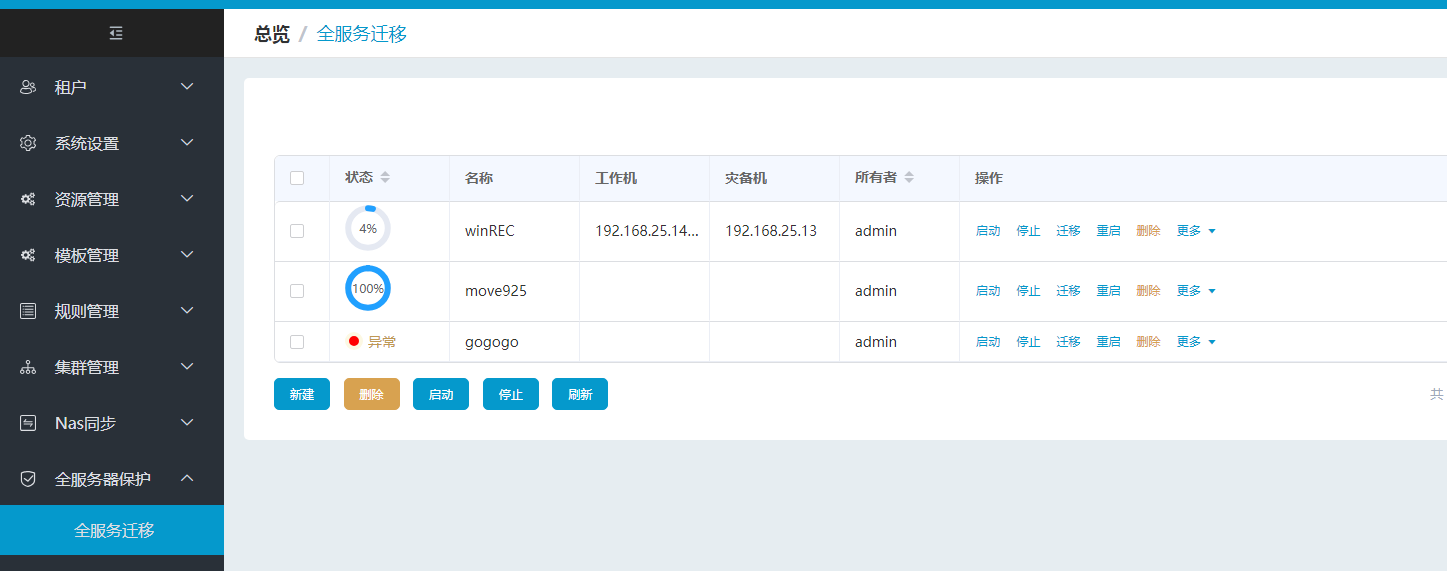 总览 / 全服务迁移
租户
系统设置
资源管理
模板管理
规则管理
集群管理
Nas同步
全服务器保护
全服务迁移
状态 名称 工作机 灾备机 所有者 操作
4% winREC 192.168.25.14... 192.168.25.13 admin 启动 停止 迁移 重启 删除 更多
100% move925 admin 启动 停止 迁移 重启 删除 更多
异常 gogogo admin 启动 停止 迁移 重启 删除 更多
新建 删除 启动 停止 刷新
共